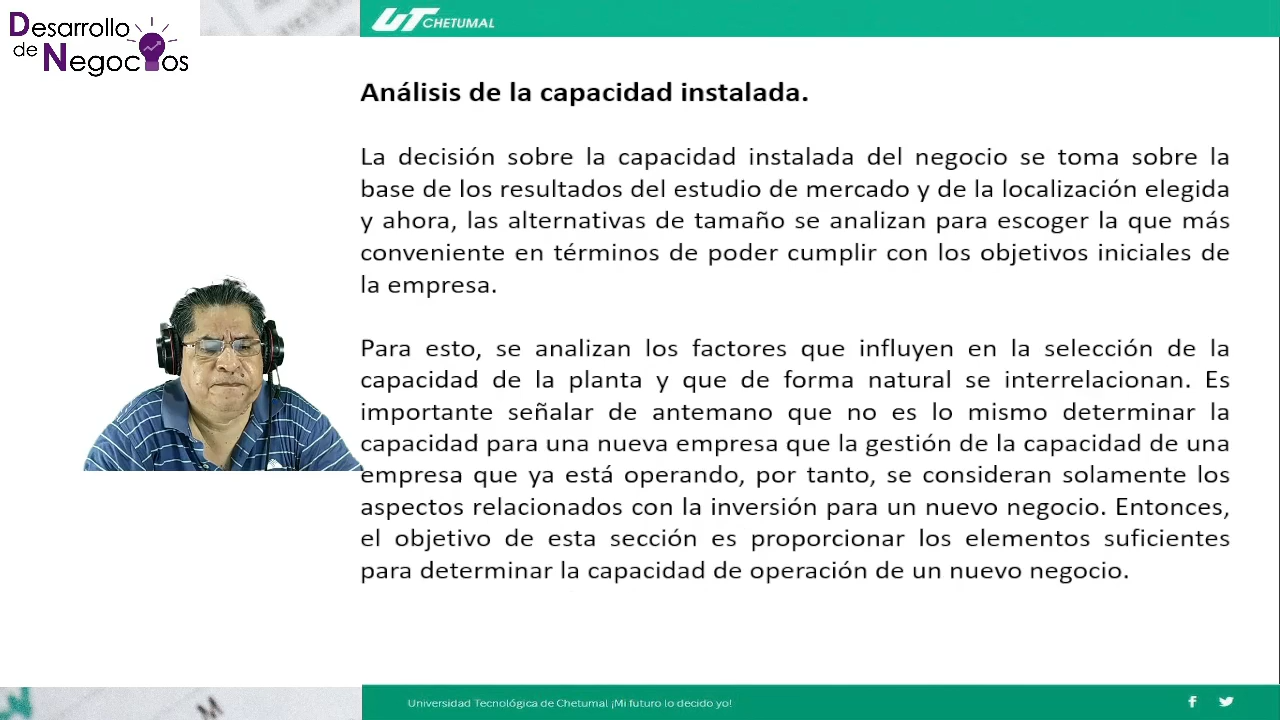 Desarrollo
de Negocios
UT CHETUMAL
Análisis de la capacidad instalada.
La decisión sobre la capacidad instalada del negocio se toma sobre la
base de los resultados del estudio de mercado y de la localización elegida
y ahora, las alternativas de tamaño se analizan para escoger la que más
conveniente en términos de poder cumplir con los objetivos iniciales de
la empresa.
Para esto, se analizan los factores que influyen en la selección de la
capacidad de la planta y que de forma natural se interrelacionan. Es
importante señalar de antemano que no es lo mismo determinar la
capacidad para una nueva empresa que la gestión de la capacidad de una
empresa que ya está operando, por tanto, se consideran solamente los
aspectos relacionados con la inversión para un nuevo negocio. Entonces,
el objetivo de esta sección es proporcionar los elementos suficientes
para determinar la capacidad de operación de un nuevo negocio.
Universidad Tecnológica de Chetumal ¡Mi futuro lo decido yo!